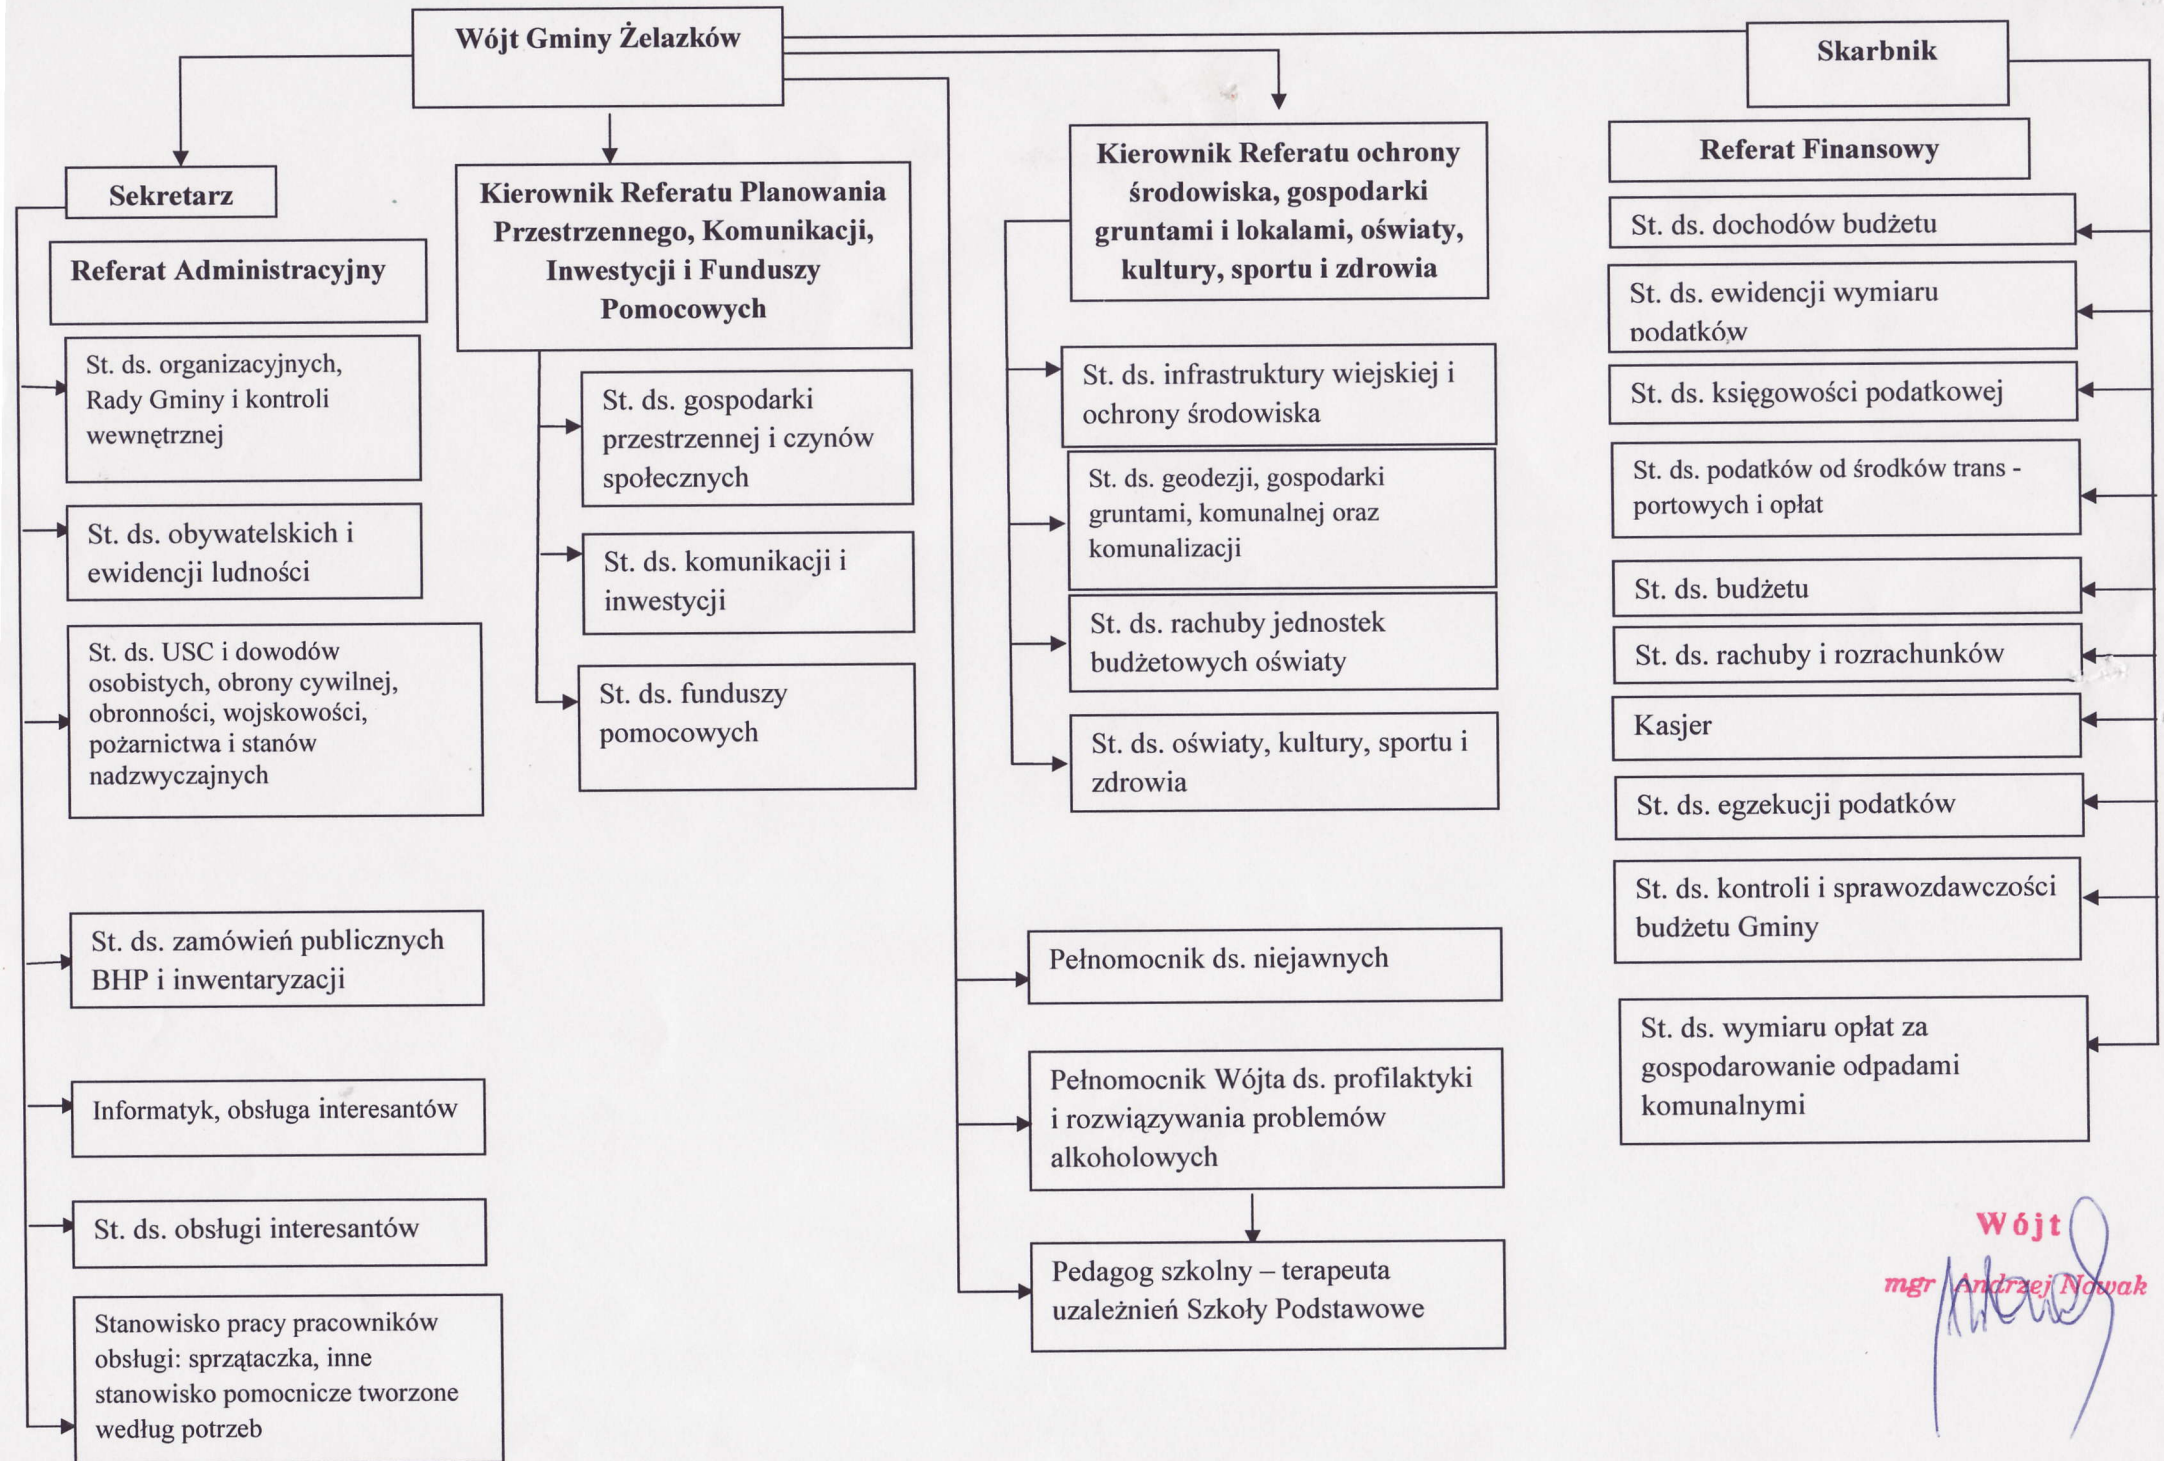 Wójt Gminy Żelazków
Skarbnik
Sekretarz
Referat Administracyjny
St. ds. organizacyjnych,
Rady Gminy i kontroli
wewnętrznej
St. ds. obywatelskich i
ewidencji ludności
St. ds. USC i dowodów
osobistych, obrony cywilnej,
obronności, wojskowości,
pożarnictwa i stanów
nadzwyczajnych
St. ds. zamówień publicznych
BHP i inwentaryzacji
Informatyk, obsługa interesantów
St. ds. obsługi interesantów
Stanowisko pracy pracowników
obsługi: sprzątaczka, inne
stanowisko pomocnicze tworzone
według potrzeb
Kierownik Referatu Planowania
Przestrzennego, Komunikacji,
Inwestycji i Funduszy
Pomocowych
St. ds. gospodarki
przestrzennej i czynów
społecznych
St. ds. komunikacji i
inwestycji
St. ds. funduszy
pomocowych
Kierownik Referatu ochrony
środowiska, gospodarki
gruntami i lokalami, oświaty,
kultury, sportu i zdrowia
St. ds. infrastruktury wiejskiej i
ochrony środowiska
St. ds. geodezji, gospodarki
gruntami, komunalnej oraz
komunalizacji
St. ds. rachuby jednostek
budżetowych oświaty
St. ds. oświaty, kultury, sportu i
zdrowia
Pełnomocnik ds. niejawnych
Pełnomocnik Wójta ds. profilaktyki
i rozwiązywania problemów
alkoholowych
Pedagog szkolny – terapeuta
uzależnień Szkoły Podstawowe
Referat Finansowy
St. ds. dochodów budżetu
St. ds. ewidencji wymiaru
podatków
St. ds. księgowości podatkowej
St. ds. podatków od środków trans -
portowych i opłat
St. ds. budżetu
St. ds. rachuby i rozrachunków
Kasjer
St. ds. egzekucji podatków
St. ds. kontroli i sprawozdawczości
budżetu Gminy
St. ds. wymiaru opłat za
gospodarowanie odpadami
komunalnymi
Wójt
mgr Andrzej Nowak